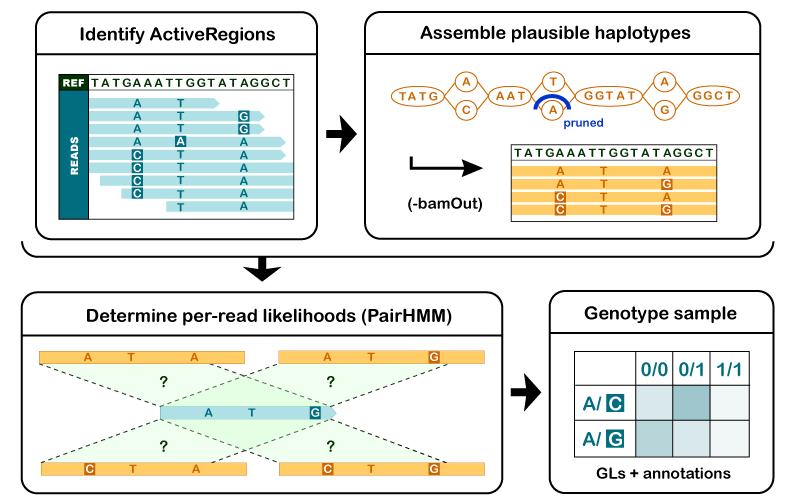 Identify ActiveRegions
REF TATGAAATTGGTATAGGCT
READS
A T
A T G
A T G
A A A
C T A
C T A
C T A
C T A
T A
Assemble plausible haplotypes
TATG A C AAT T A GGTAT A G GGCT
pruned
(-bamOut)
TATGAAATTGGTATAGGCT
A T A
A T G
C T A
C T G
Determine per-read likelihoods (PairHMM)
A T A A T G
? ?
A T G
? ?
C T A C T G
Genotype sample
0/0 0/1 1/1
A/ C
A/ G
GLs + annotations